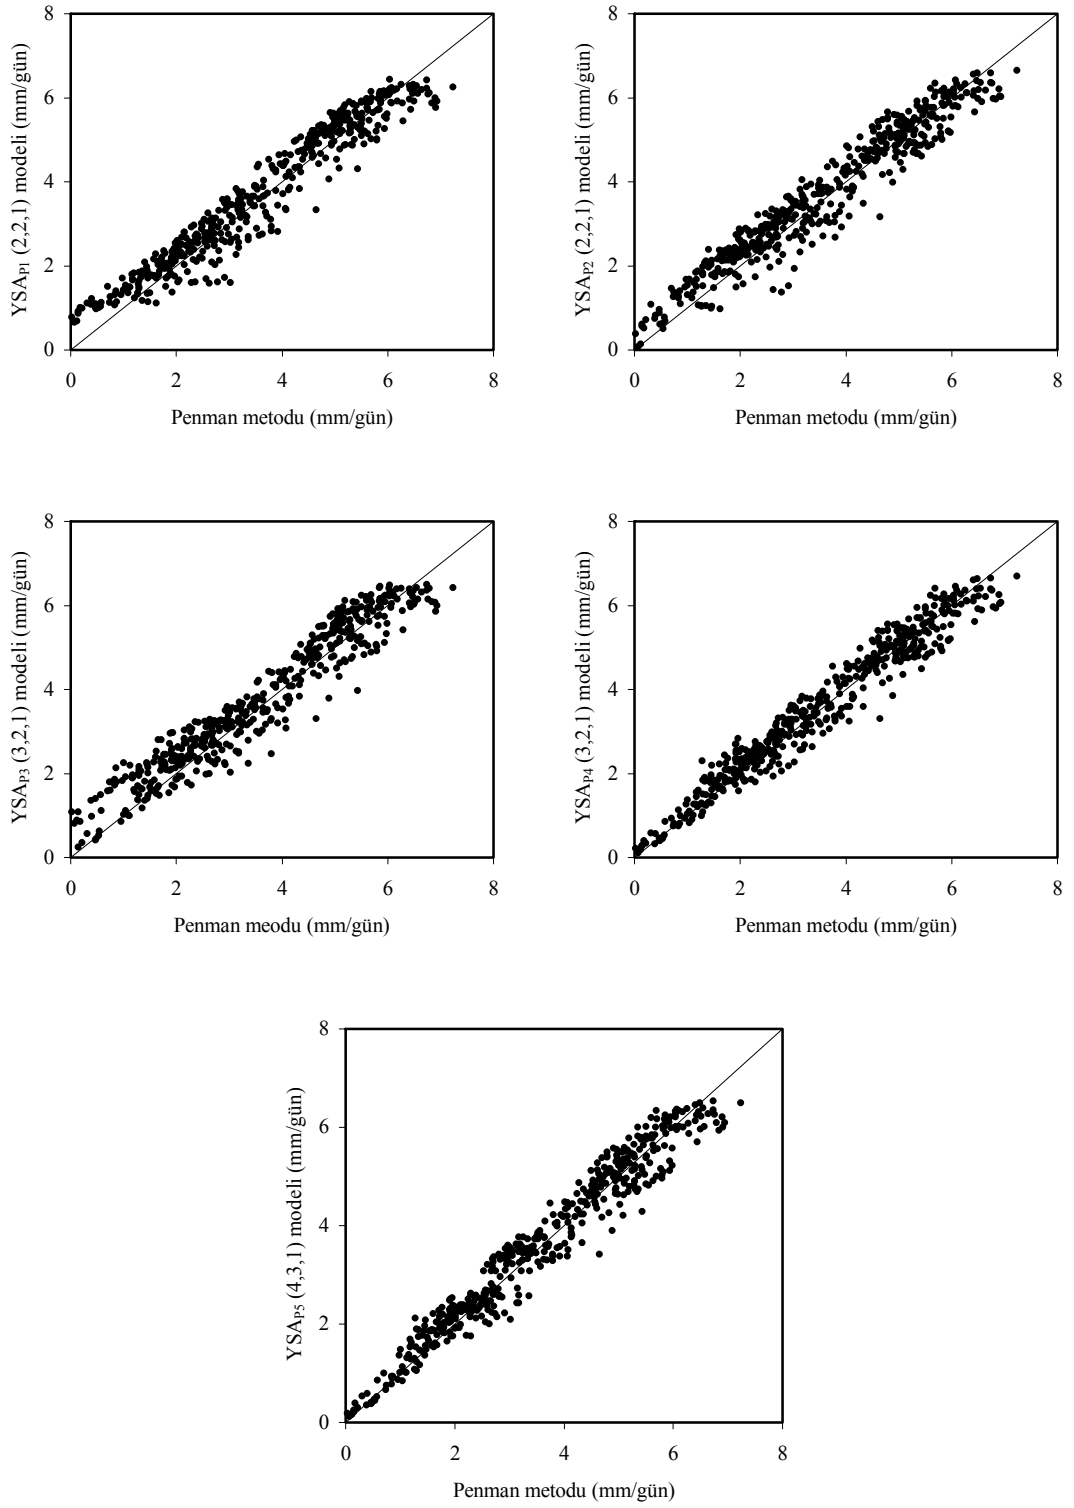 8
6
4
2
0
0 2 4 6 8
YSAP1 (2,2,1) modeli (mm/gün)
Penman metodu (mm/gün)
8
6
4
2
0
0 2 4 6 8
YSAP2 (2,2,1) modeli (mm/gün)
Penman metodu (mm/gün)
8
6
4
2
0
0 2 4 6 8
YSAP3 (3,2,1) modeli (mm/gün)
Penman meodu (mm/gün)
8
6
4
2
0
0 2 4 6 8
YSAP4 (3,2,1) modeli (mm/gün)
Penman metodu (mm/gün)
8
6
4
2
0
0 2 4 6 8
YSAP5 (4,3,1) modeli (mm/gün)
Penman metodu (mm/gün)